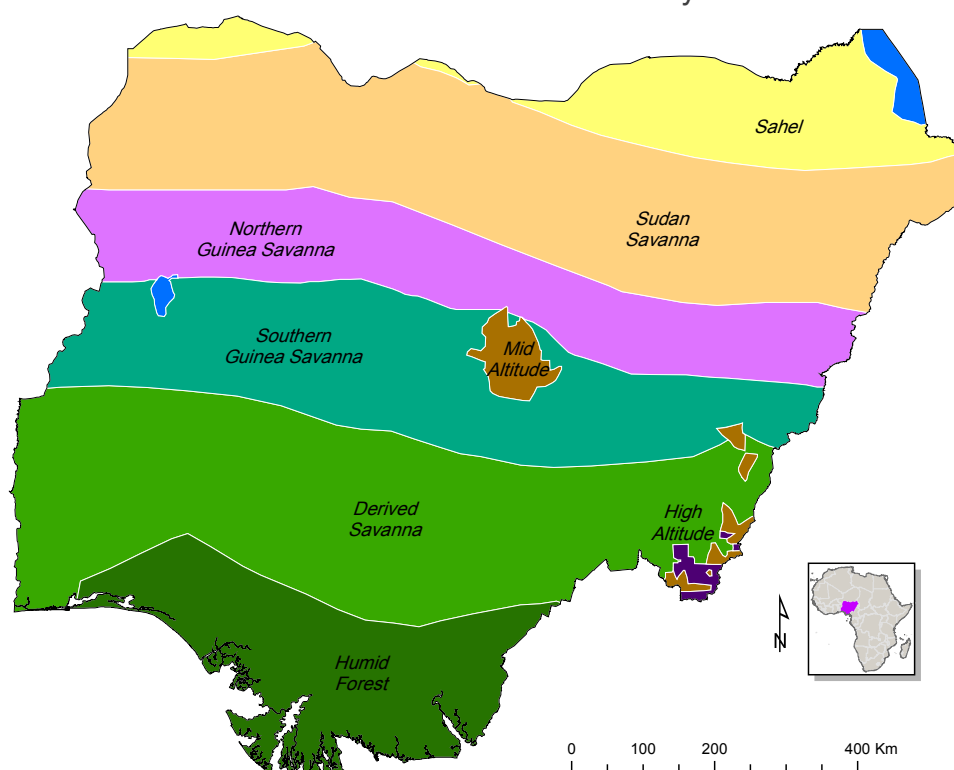 Sahel
Sudan
Savanna
Northern
Guinea Savanna
Southern
Guinea Savanna
Mid
Altitude
Derived
Savanna
High
Altitude
Humid
Forest
N
0 100 200 400 Km